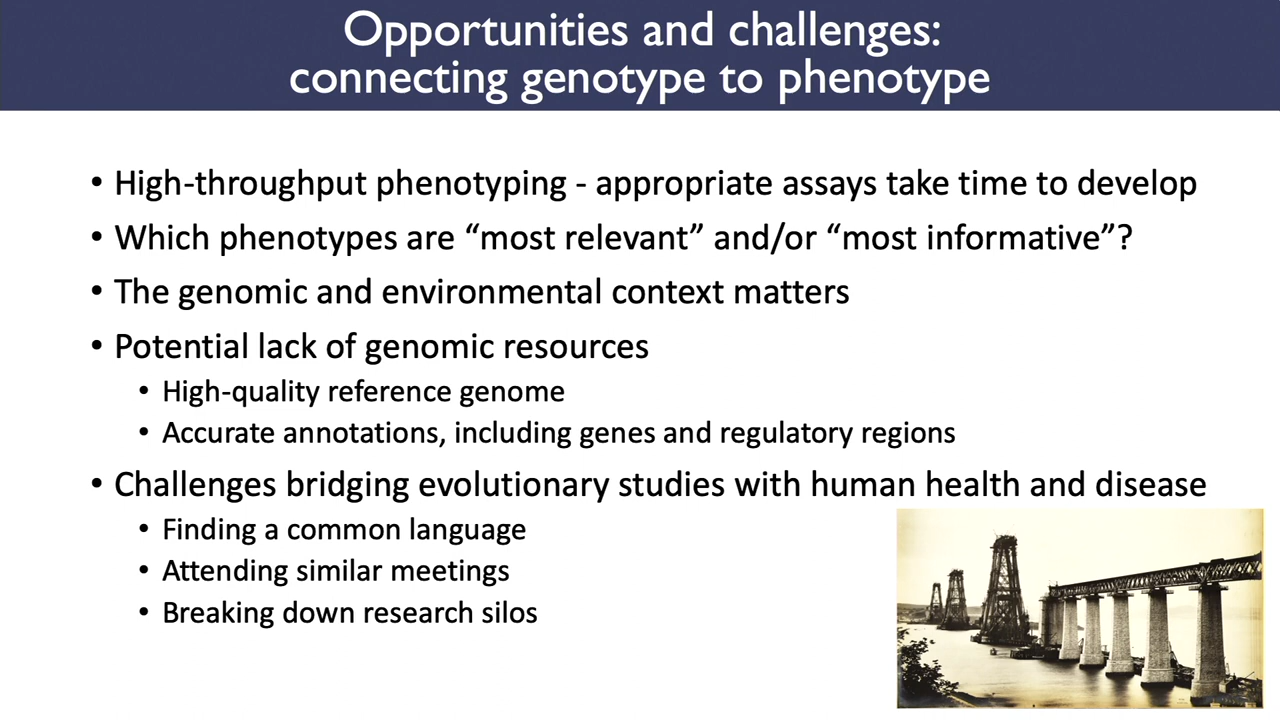 Opportunities and challenges:
connecting genotype to phenotype
• High-throughput phenotyping - appropriate assays take time to develop
• Which phenotypes are “most relevant” and/or “most informative”?
• The genomic and environmental context matters
• Potential lack of genomic resources
• High-quality reference genome
• Accurate annotations, including genes and regulatory regions
• Challenges bridging evolutionary studies with human health and disease
• Finding a common language
• Attending similar meetings
• Breaking down research silos